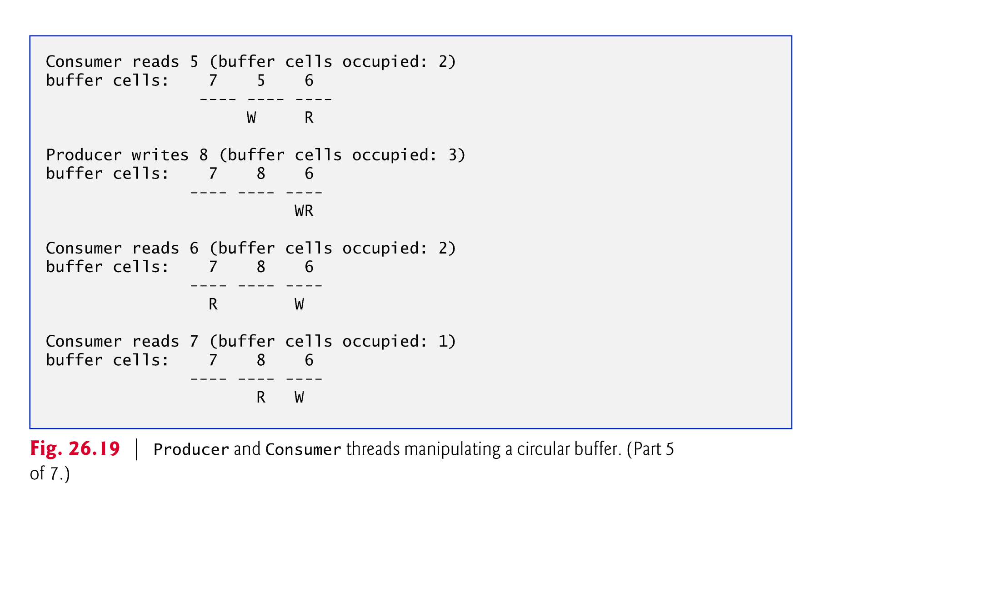 Consumer reads 5 (buffer cells occupied: 2)
buffer cells:    7    5    6
                ---- ---- ----
                     W     R
Producer writes 8 (buffer cells occupied: 3)
buffer cells:    7    8    6
               ---- ---- ----
                          WR
Consumer reads 6 (buffer cells occupied: 2)
buffer cells:    7    8    6
               ---- ---- ----
                 R        W
Consumer reads 7 (buffer cells occupied: 1)
buffer cells:    7    8    6
               ---- ---- ----
                      R   W
Fig. 26.19 | Producer and Consumer threads manipulating a circular buffer. (Part 5
of 7.)